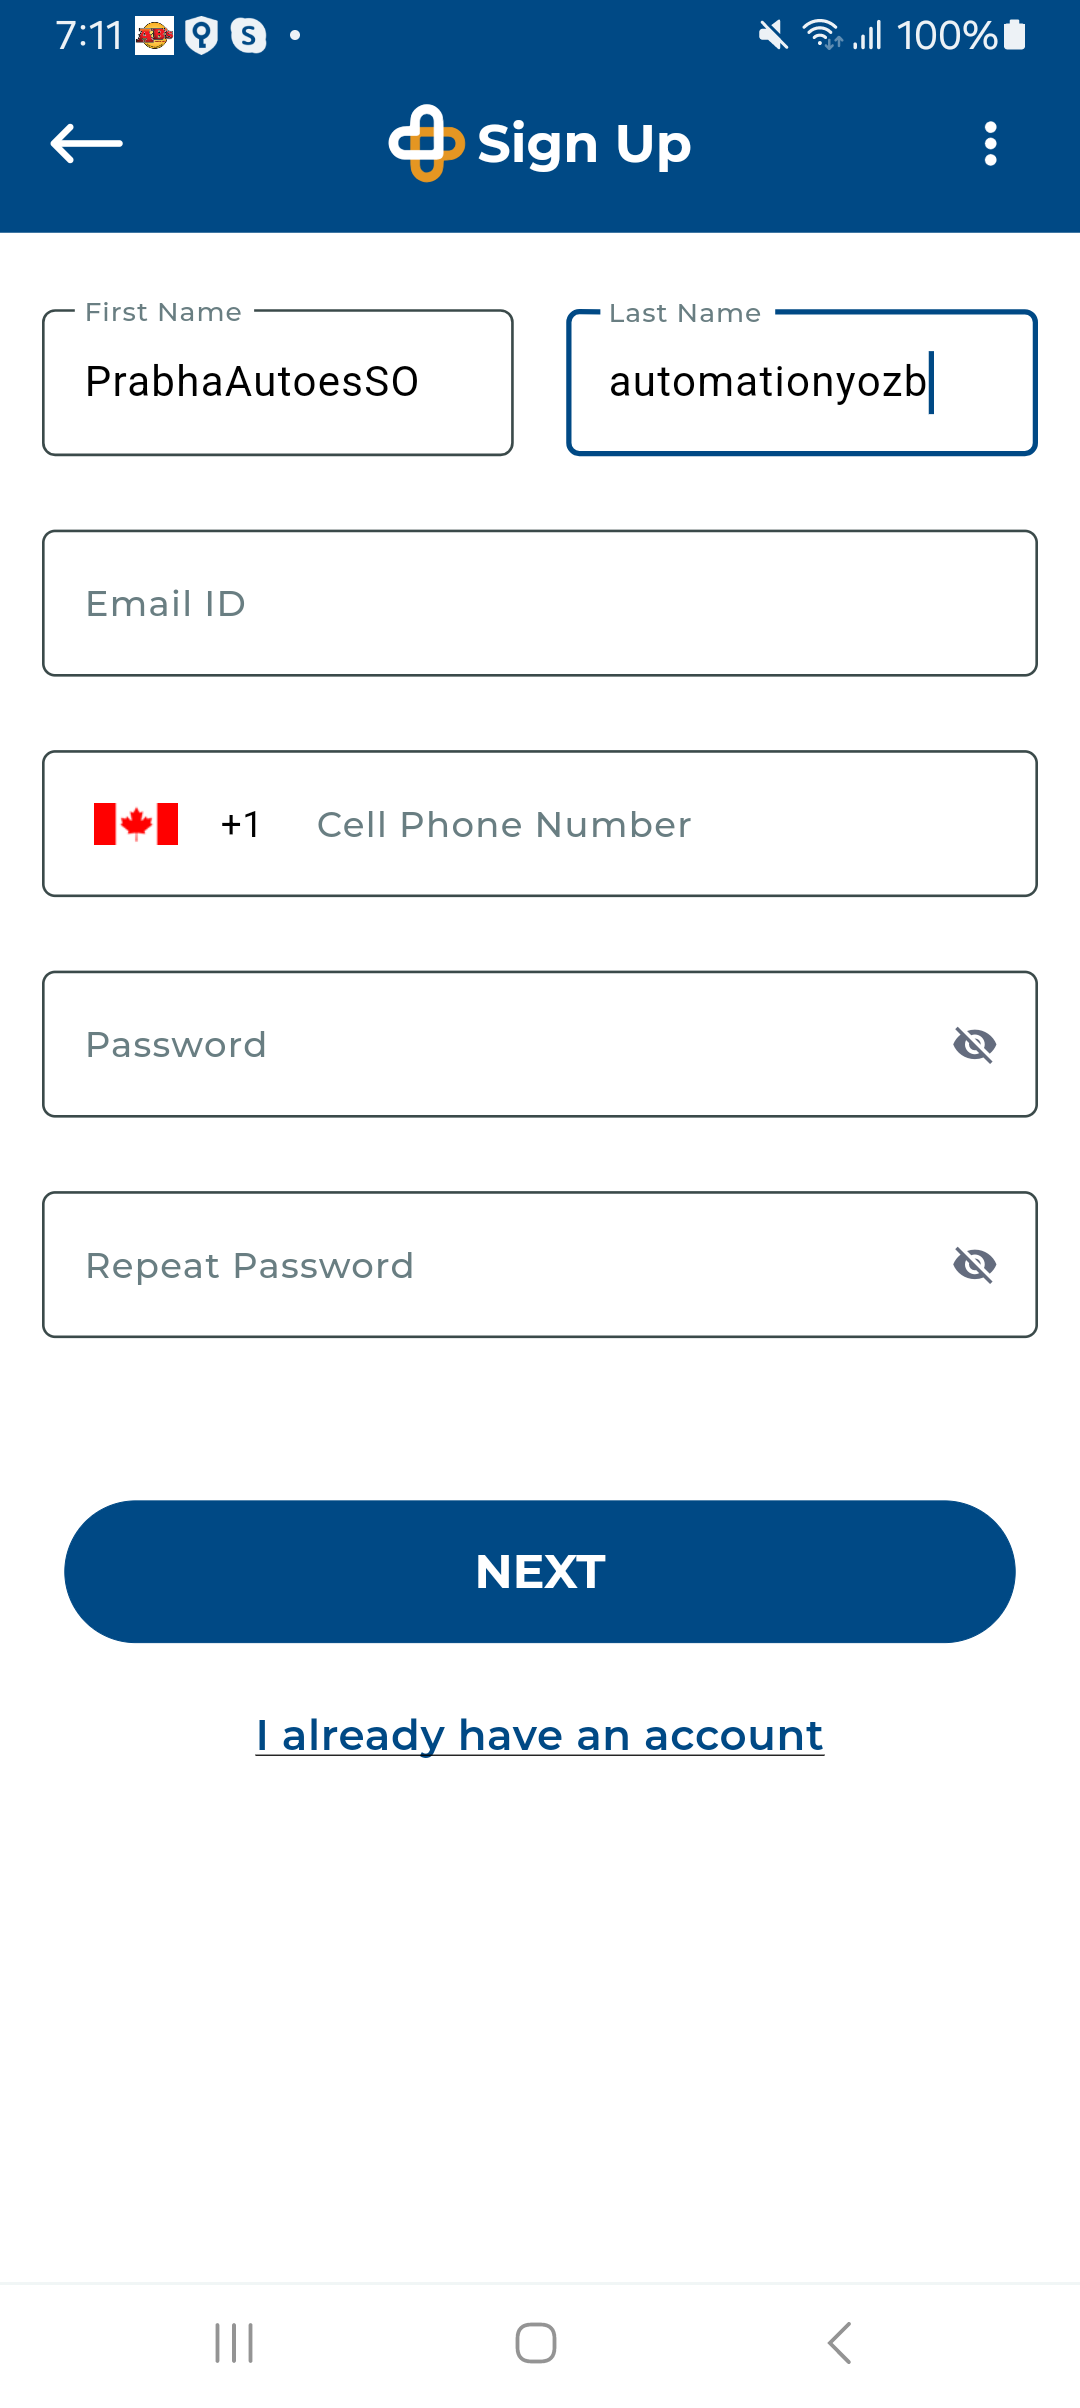 7:11 100%
Sign Up
First Name Last Name
PrabhaAutoesSO automationyozb
Email ID
+1 Cell Phone Number
Password
Repeat Password
NEXT
I already have an account